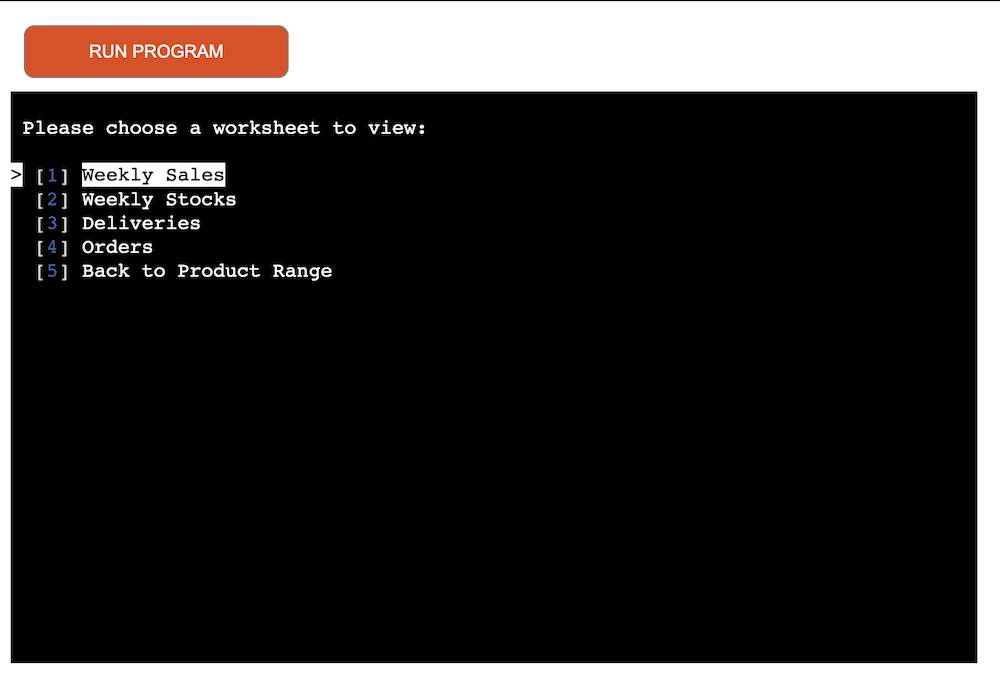 RUN PROGRAM
Please choose a worksheet to view:
> [1] Weekly Sales
[2] Weekly Stocks
[3] Deliveries
[4] Orders
[5] Back to Product Range